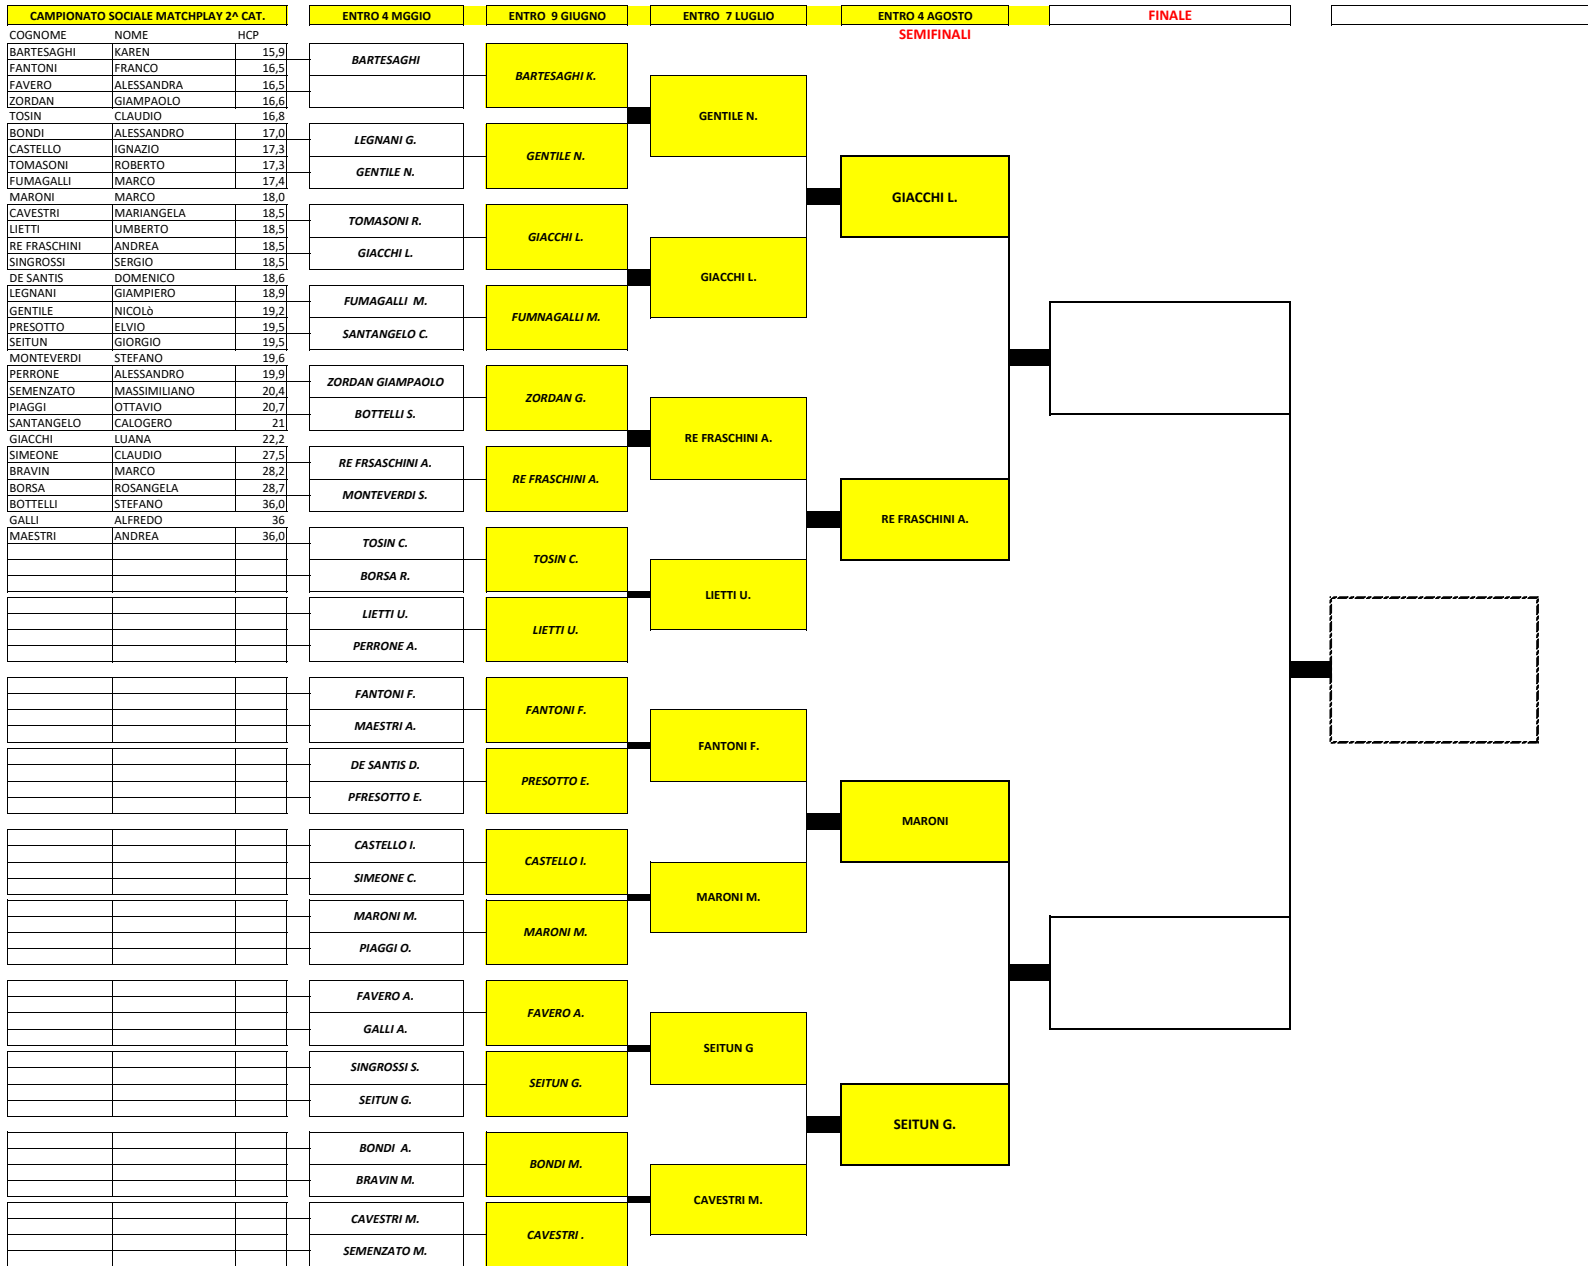 CAMPIONATO SOCIALE MATCHPLAY 2^ CAT. ENTRO 4 MGGIO ENTRO 9 GIUGNO ENTRO 7 LUGLIO ENTRO 4 AGOSTO FINALE
SEMIFINALI
COGNOME NOME HCP
BARTESAGHI KAREN 15,9
FANTONI FRANCO 16,5
FAVERO ALESSANDRA 16,5
ZORDAN GIAMPAOLO 16,6
TOSIN CLAUDIO 16,8
BONDI ALESSANDRO 17,0
CASTELLO IGNAZIO 17,3
TOMASONI ROBERTO 17,3
FUMAGALLI MARCO 17,4
MARONI MARCO 18,0
CAVESTRI MARIANGELA 18,5
LIETTI UMBERTO 18,5
RE FRASCHINI ANDREA 18,5
SINGROSSI SERGIO 18,5
DE SANTIS DOMENICO 18,6
LEGNANI GIAMPIERO 18,9
GENTILE NICOLò 19,2
PRESOTTO ELVIO 19,5
SEITUN GIORGIO 19,5
MONTEVERDI STEFANO 19,6
PERRONE ALESSANDRO 19,9
SEMENZATO MASSIMILIANO 20,4
PIAGGI OTTAVIO 20,7
SANTANGELO CALOGERO 21
GIACCHI LUANA 22,2
SIMEONE CLAUDIO 27,5
BRAVIN MARCO 28,2
BORSA ROSANGELA 28,7
BOTTELLI STEFANO 36,0
GALLI ALFREDO 36
MAESTRI ANDREA 36,0
BARTESAGHI
LEGNANI G.
GENTILE N.
TOMASONI R.
GIACCHI L.
FUMAGALLI M.
SANTANGELO C.
ZORDAN GIAMPAOLO
BOTTELLI S.
RE FRSASCHINI A.
MONTEVERDI S.
TOSIN C.
BORSA R.
LIETTI U.
PERRONE A.
FANTONI F.
MAESTRI A.
DE SANTIS D.
PFRESOTTO E.
CASTELLO I.
SIMEONE C.
MARONI M.
PIAGGI O.
FAVERO A.
GALLI A.
SINGROSSI S.
SEITUN G.
BONDI A.
BRAVIN M.
CAVESTRI M.
SEMENZATO M.
BARTESAGHI K.
GENTILE N.
GIACCHI L.
FUMNAGALLI M.
ZORDAN G.
RE FRASCHINI A.
TOSIN C.
LIETTI U.
FANTONI F.
PRESOTTO E.
CASTELLO I.
MARONI M.
FAVERO A.
SEITUN G.
BONDI M.
CAVESTRI .
GENTILE N.
GIACCHI L.
RE FRASCHINI A.
LIETTI U.
FANTONI F.
MARONI M.
SEITUN G
CAVESTRI M.
GIACCHI L.
RE FRASCHINI A.
MARONI
SEITUN G.